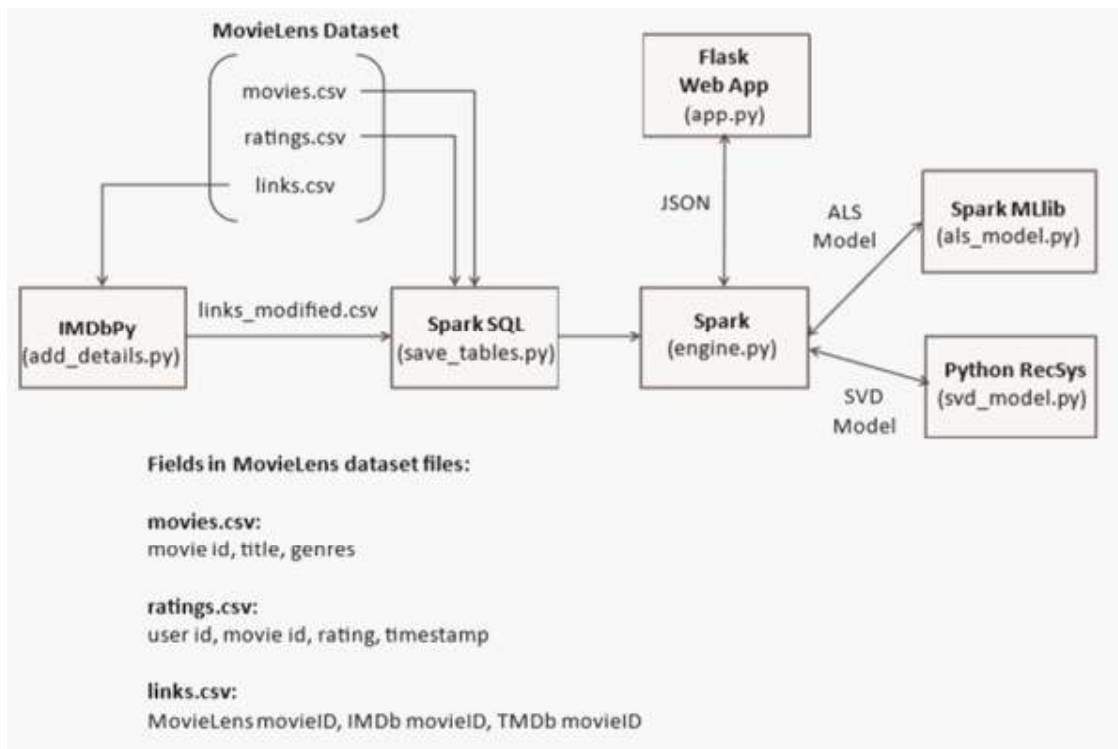 MovieLens Dataset
movies.csv
ratings.csv
links.csv
Flask
Web App
(app.py)
JSON
ALS
Model
Spark MLlib
(als_model.py)
IMDbPy
(add_details.py)
links_modified.csv
Spark SQL
(save_tables.py)
Spark
(engine.py)
SVD
Model
Python RecSys
(svd_model.py)
Fields in MovieLens dataset files:
movies.csv:
movie id, title, genres
ratings.csv:
user id, movie id, rating, timestamp
links.csv:
MovieLens movieID, IMDb movieID, TMDb movieID